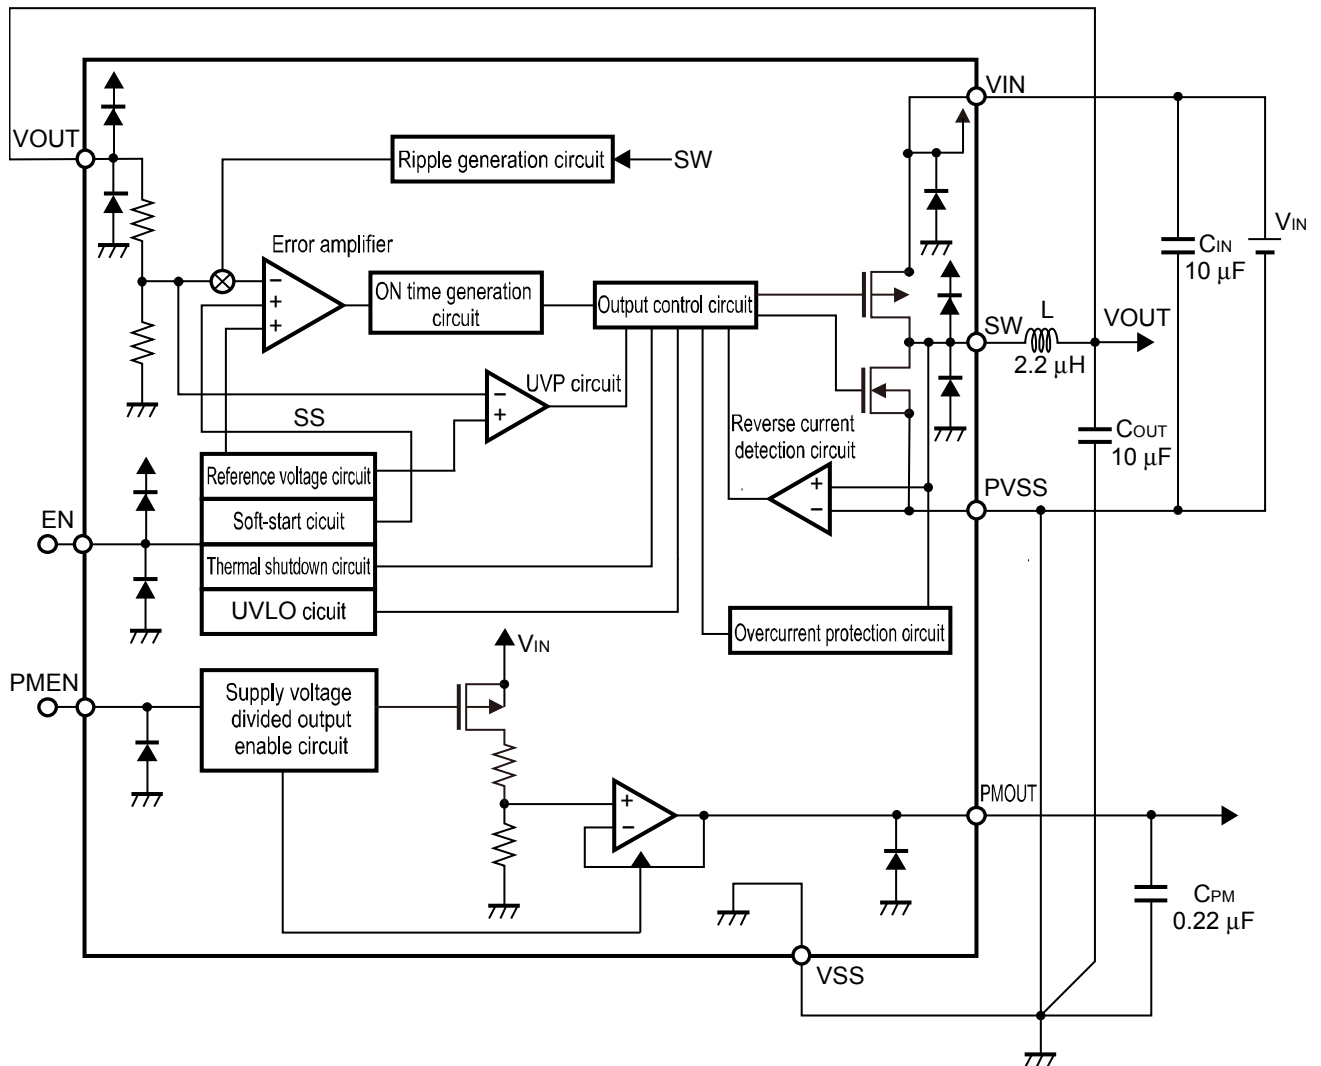 VIN
VOUT
Ripple generation circuit
SW
Error amplifier
VIN
CIN
10 µF
−
+
+
ON time generation
circuit
Output control circuit
SW
L
2.2 µH
VOUT
UVP circuit
−
+
SS
Reverse current
detection circuit
+
−
COUT
10 µF
PVSS
Reference voltage circuit
Soft-start cicuit
EN
Thermal shutdown circuit
UVLO cicuit
Overcurrent protection circuit
VIN
PMEN
Supply voltage
divided output
enable circuit
+
−
PMOUT
CPM
0.22 µF
VSS